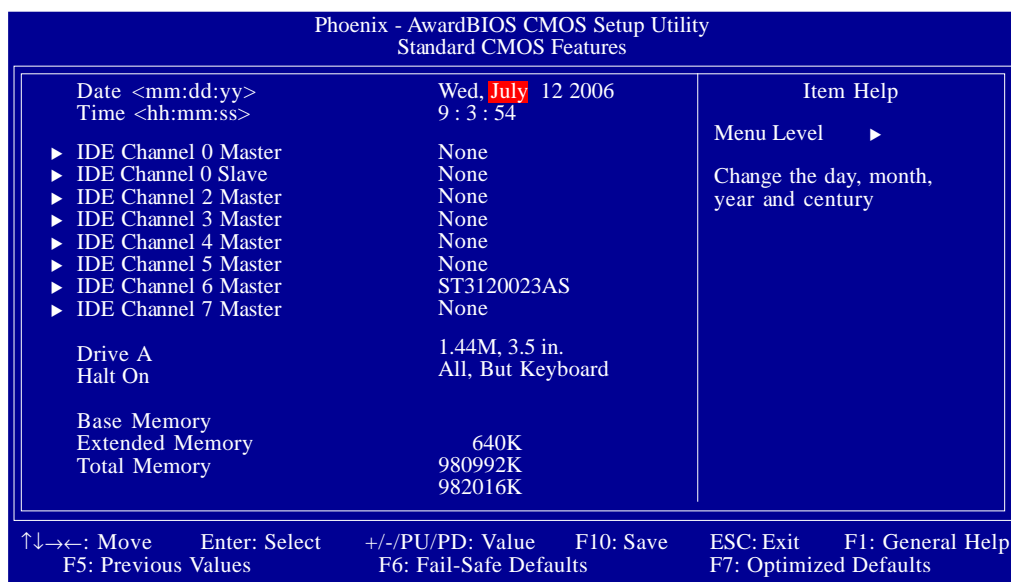 Phoenix - AwardBIOS CMOS Setup Utility
Standard CMOS Features
Date <mm:dd:yy> Wed, July 12 2006
Time <hh:mm:ss> 9 : 3 : 54
► IDE Channel 0 Master None
► IDE Channel 0 Slave None
► IDE Channel 2 Master None
► IDE Channel 3 Master None
► IDE Channel 4 Master None
► IDE Channel 5 Master None
► IDE Channel 6 Master ST3120023AS
► IDE Channel 7 Master None
Drive A 1.44M, 3.5 in.
Halt On All, But Keyboard
Base Memory
Extended Memory 640K
Total Memory 980992K
982016K
Item Help
Menu Level ►
Change the day, month,
year and century
↑↓→←: Move Enter: Select +/-/PU/PD: Value F10: Save ESC: Exit F1: General Help
F5: Previous Values F6: Fail-Safe Defaults F7: Optimized Defaults